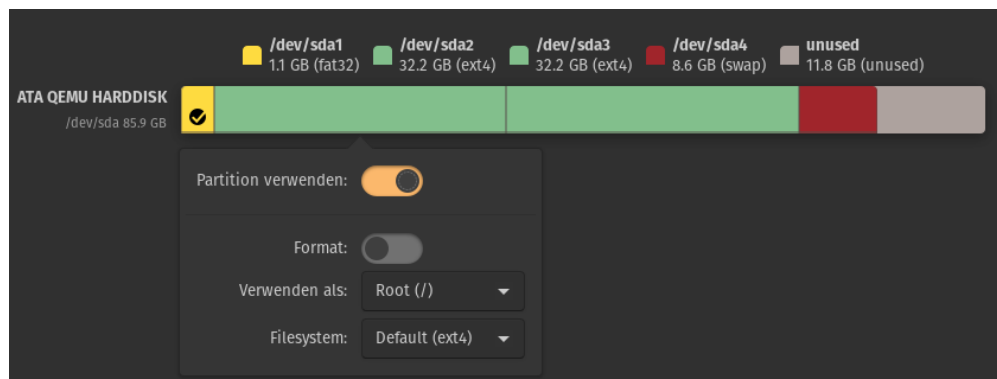 /dev/sda1
1.1 GB (fat32)
/dev/sda2
32.2 GB (ext4)
/dev/sda3
32.2 GB (ext4)
/dev/sda4
8.6 GB (swap)
unused
11.8 GB (unused)
ATA QEMU HARDDISK
/dev/sda 85.9 GB
Partition verwenden:
Format:
Verwenden als: Root (/)
Filesystem: Default (ext4)